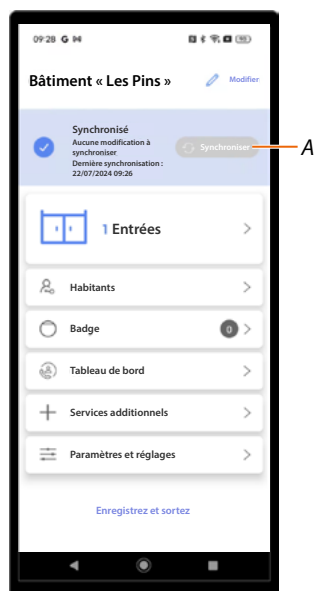 09:28 G
Bâtiment « Les Pins »
Modifier
Synchronisé
Aucune modification à
synchroniser
Dernière synchronisation :
22/07/2024 09:26
Synchroniser
A
1 Entrées
Habitants
Badge
0
Tableau de bord
Services additionnels
Paramètres et réglages
Enregistrez et sortez